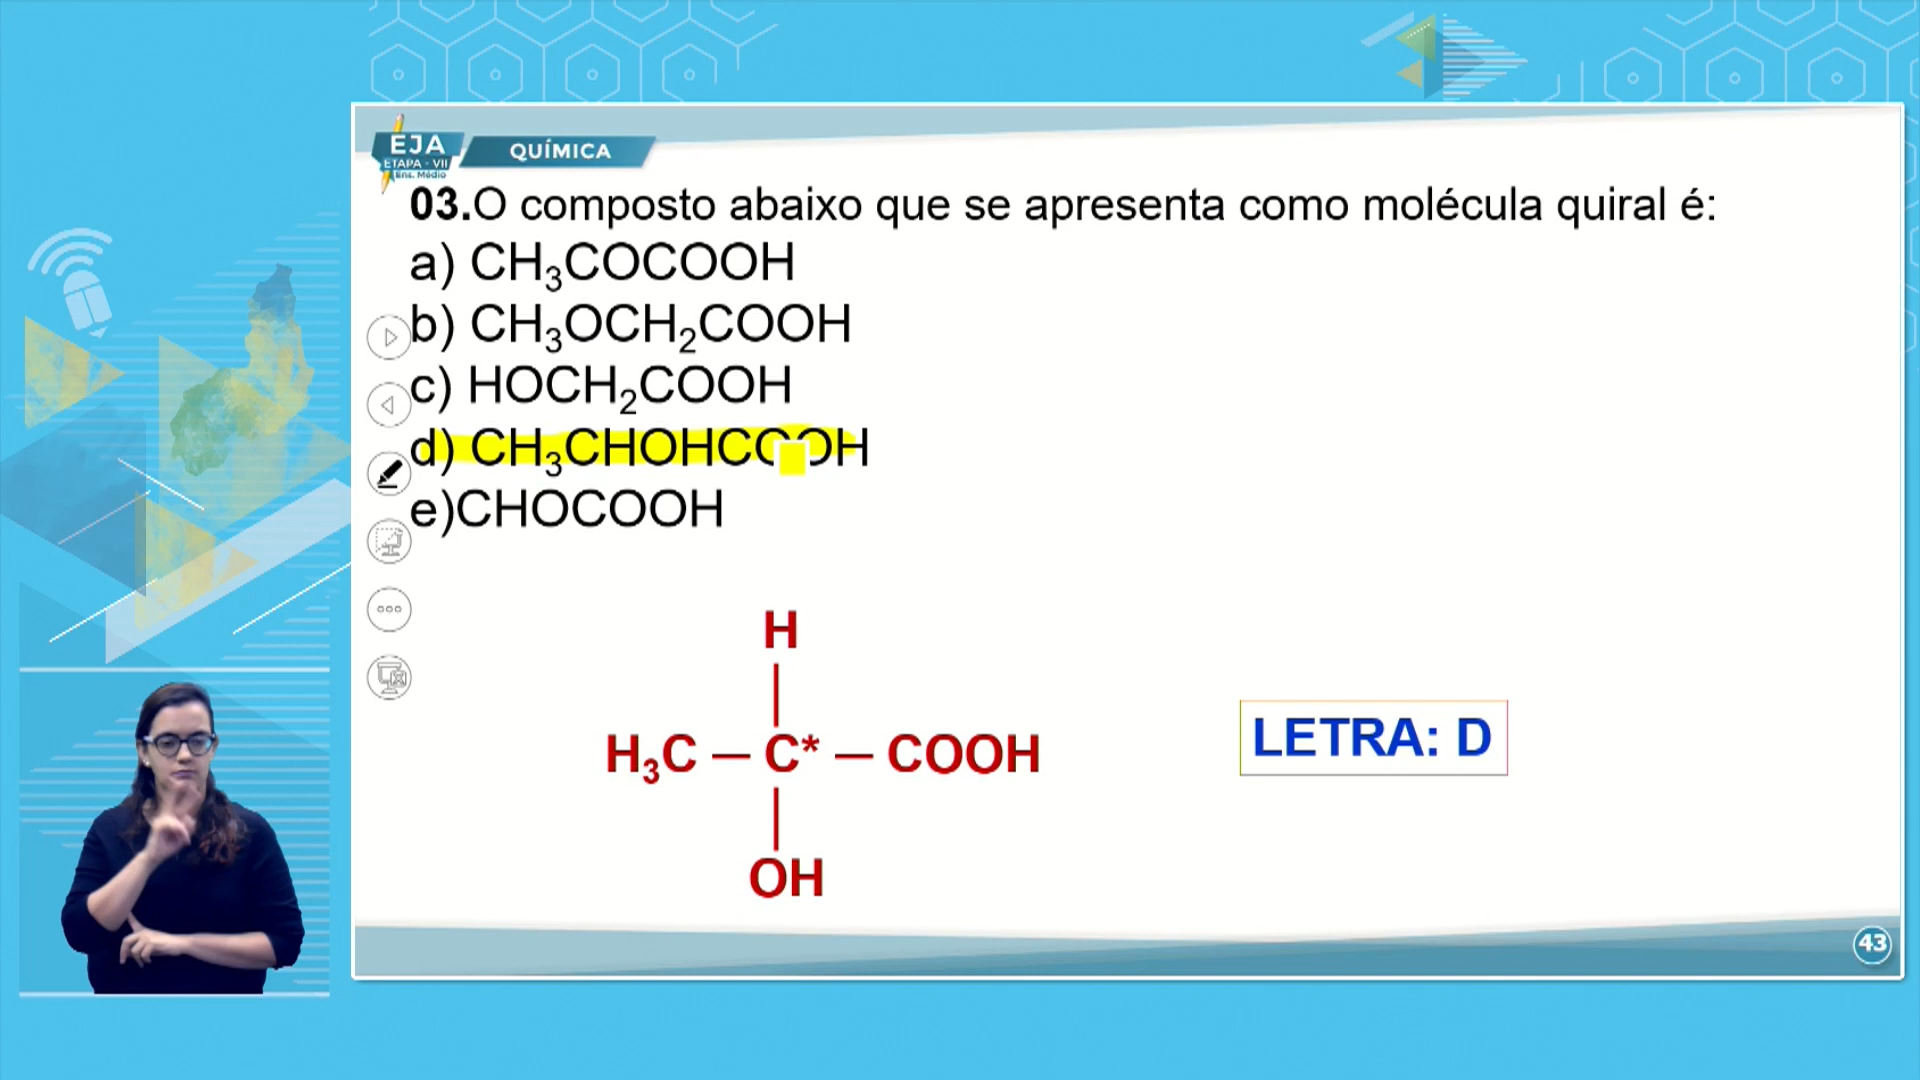 EJA
ETAPA - VII
Ens. Médio
QUÍMICA
03.O composto abaixo que se apresenta como molécula quiral é:
a) CH₃COCOOH
b) CH₃OCH₂COOH
c) HOCH₂COOH
d) CH₃CHOHCOOH
e)CHOCOOH
H
H₃C — C* — COOH
OH
LETRA: D
43